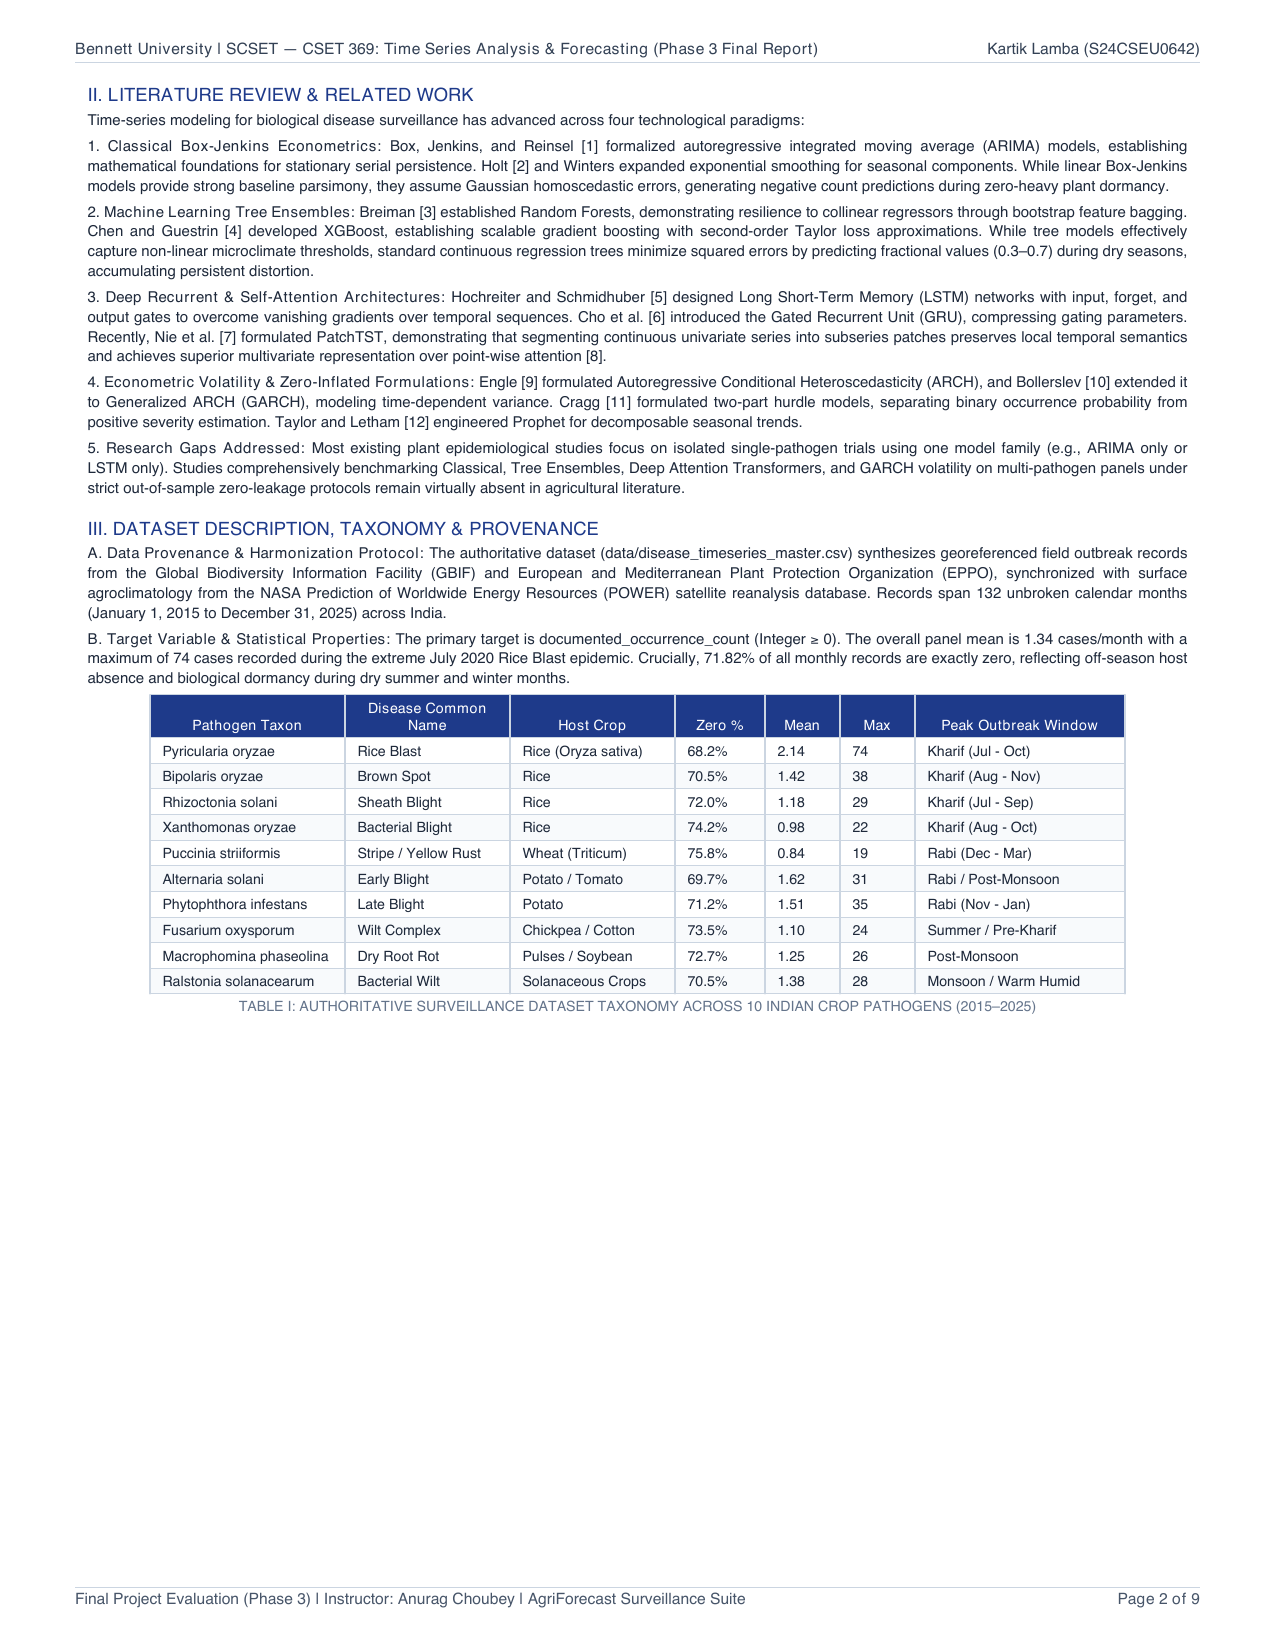 Bennett University | SCSET — CSET 369: Time Series Analysis & Forecasting (Phase 3 Final Report) Kartik Lamba (S24CSEU0642)
II. LITERATURE REVIEW & RELATED WORK
Time-series modeling for biological disease surveillance has advanced across four technological paradigms:
1. Classical Box-Jenkins Econometrics: Box, Jenkins, and Reinsel [1] formalized autoregressive integrated moving average (ARIMA) models, establishing
mathematical foundations for stationary serial persistence. Holt [2] and Winters expanded exponential smoothing for seasonal components. While linear Box-Jenkins
models provide strong baseline parsimony, they assume Gaussian homoscedastic errors, generating negative count predictions during zero-heavy plant dormancy.
2. Machine Learning Tree Ensembles: Breiman [3] established Random Forests, demonstrating resilience to collinear regressors through bootstrap feature bagging.
Chen and Guestrin [4] developed XGBoost, establishing scalable gradient boosting with second-order Taylor loss approximations. While tree models effectively
capture non-linear microclimate thresholds, standard continuous regression trees minimize squared errors by predicting fractional values (0.3–0.7) during dry seasons,
accumulating persistent distortion.
3. Deep Recurrent & Self-Attention Architectures: Hochreiter and Schmidhuber [5] designed Long Short-Term Memory (LSTM) networks with input, forget, and
output gates to overcome vanishing gradients over temporal sequences. Cho et al. [6] introduced the Gated Recurrent Unit (GRU), compressing gating parameters.
Recently, Nie et al. [7] formulated PatchTST, demonstrating that segmenting continuous univariate series into subseries patches preserves local temporal semantics
and achieves superior multivariate representation over point-wise attention [8].
4. Econometric Volatility & Zero-Inflated Formulations: Engle [9] formulated Autoregressive Conditional Heteroscedasticity (ARCH), and Bollerslev [10] extended it
to Generalized ARCH (GARCH), modeling time-dependent variance. Cragg [11] formulated two-part hurdle models, separating binary occurrence probability from
positive severity estimation. Taylor and Letham [12] engineered Prophet for decomposable seasonal trends.
5. Research Gaps Addressed: Most existing plant epidemiological studies focus on isolated single-pathogen trials using one model family (e.g., ARIMA only or
LSTM only). Studies comprehensively benchmarking Classical, Tree Ensembles, Deep Attention Transformers, and GARCH volatility on multi-pathogen panels under
strict out-of-sample zero-leakage protocols remain virtually absent in agricultural literature.
III. DATASET DESCRIPTION, TAXONOMY & PROVENANCE
A. Data Provenance & Harmonization Protocol: The authoritative dataset (data/disease_timeseries_master.csv) synthesizes georeferenced field outbreak records
from the Global Biodiversity Information Facility (GBIF) and European and Mediterranean Plant Protection Organization (EPPO), synchronized with surface
agroclimatology from the NASA Prediction of Worldwide Energy Resources (POWER) satellite reanalysis database. Records span 132 unbroken calendar months
(January 1, 2015 to December 31, 2025) across India.
B. Target Variable & Statistical Properties: The primary target is documented_occurrence_count (Integer ≥ 0). The overall panel mean is 1.34 cases/month with a
maximum of 74 cases recorded during the extreme July 2020 Rice Blast epidemic. Crucially, 71.82% of all monthly records are exactly zero, reflecting off-season host
absence and biological dormancy during dry summer and winter months.
Pathogen Taxon Disease Common Name Host Crop Zero % Mean Max Peak Outbreak Window
Pyricularia oryzae Rice Blast Rice (Oryza sativa) 68.2% 2.14 74 Kharif (Jul - Oct)
Bipolaris oryzae Brown Spot Rice 70.5% 1.42 38 Kharif (Aug - Nov)
Rhizoctonia solani Sheath Blight Rice 72.0% 1.18 29 Kharif (Jul - Sep)
Xanthomonas oryzae Bacterial Blight Rice 74.2% 0.98 22 Kharif (Aug - Oct)
Puccinia striiformis Stripe / Yellow Rust Wheat (Triticum) 75.8% 0.84 19 Rabi (Dec - Mar)
Alternaria solani Early Blight Potato / Tomato 69.7% 1.62 31 Rabi / Post-Monsoon
Phytophthora infestans Late Blight Potato 71.2% 1.51 35 Rabi (Nov - Jan)
Fusarium oxysporum Wilt Complex Chickpea / Cotton 73.5% 1.10 24 Summer / Pre-Kharif
Macrophomina phaseolina Dry Root Rot Pulses / Soybean 72.7% 1.25 26 Post-Monsoon
Ralstonia solanacearum Bacterial Wilt Solanaceous Crops 70.5% 1.38 28 Monsoon / Warm Humid
TABLE I: AUTHORITATIVE SURVEILLANCE DATASET TAXONOMY ACROSS 10 INDIAN CROP PATHOGENS (2015–2025)
Final Project Evaluation (Phase 3) | Instructor: Anurag Choubey | AgriForecast Surveillance Suite Page 2 of 9